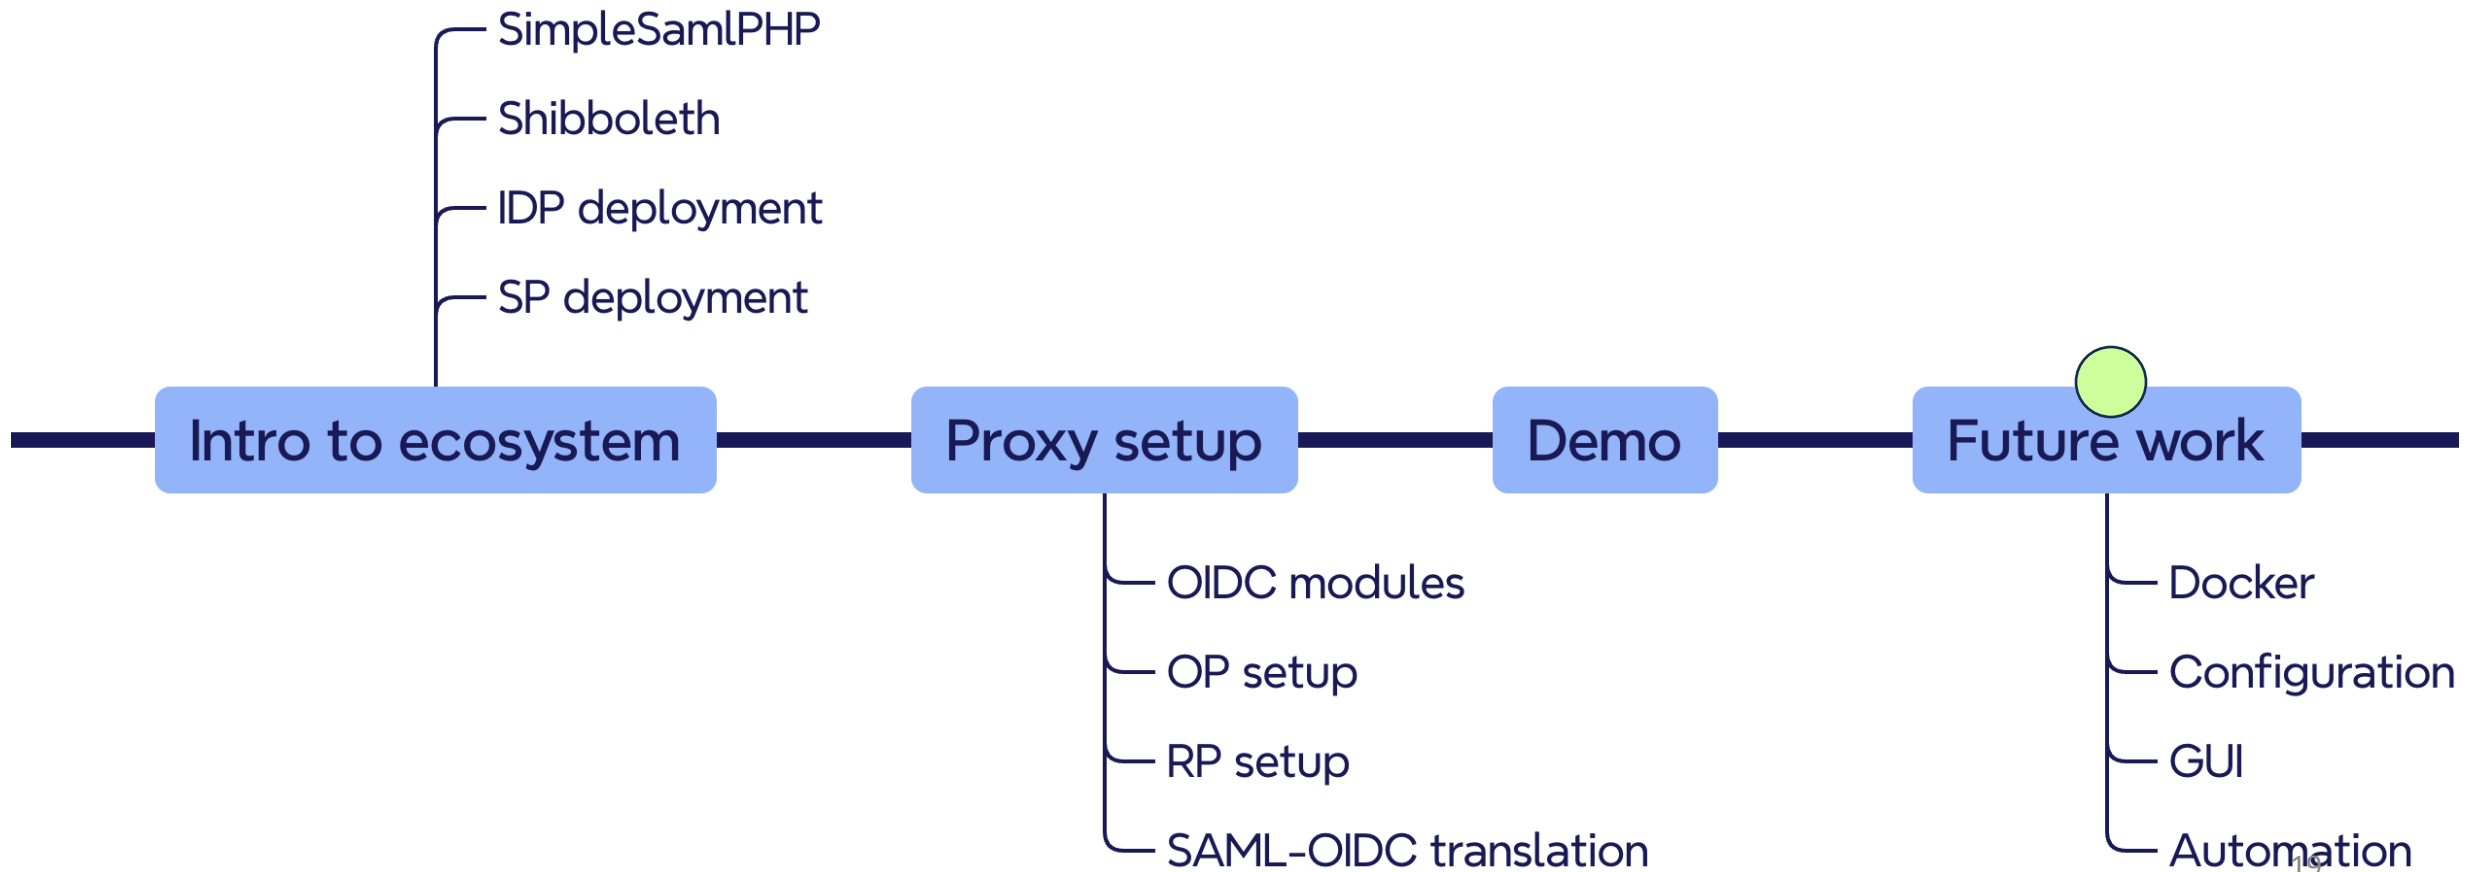 SimpleSamlPHP
Shibboleth
IDP deployment
SP deployment
Intro to ecosystem
Proxy setup
Demo
Future work
OIDC modules
OP setup
RP setup
SAML-OIDC translation
Docker
Configuration
GUI
Automation
19